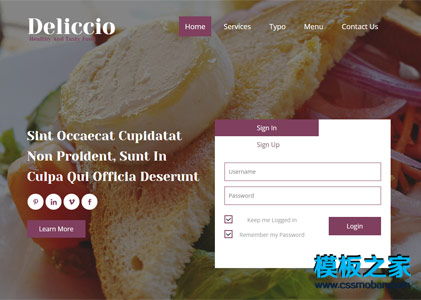 Deliccio
Healthy And Tasty Food
Home Services Typo Menu Contact Us
Sint Occaecat Cupidatat
Non Proident, Sunt In
Culpa Qui Officia Deserunt
Learn More
Sign In
Sign Up
Username
Password
Keep me Logged in
Remember my Password
Login
模板之家
www.cssmoban.com